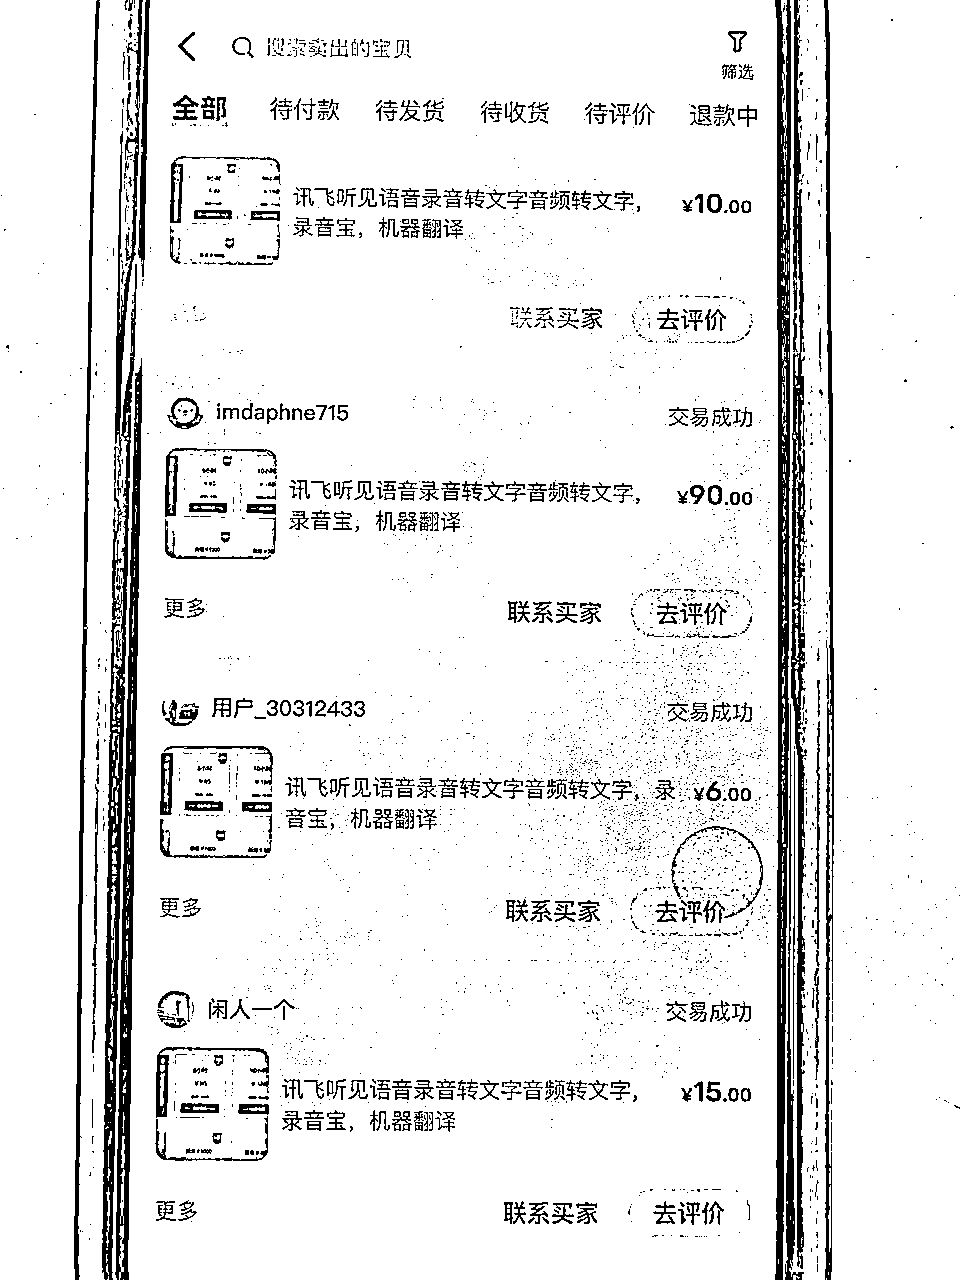 搜索卖出的宝贝
筛选
全部 待付款 待发货 待收货 待评价 退款中
讯飞听见语音录音转文字音频转文字, ¥10.00
录音宝, 机器翻译
联系买家 去评价
imdaphne715 交易成功
讯飞听见语音录音转文字音频转文字, ¥90.00
录音宝, 机器翻译
更多 联系买家 去评价
用户_30312433 交易成功
讯飞听见语音录音转文字音频转文字, 录 ¥6.00
音宝, 机器翻译
更多 联系买家 去评价
闲人一个 交易成功
讯飞听见语音录音转文字音频转文字, ¥15.00
录音宝, 机器翻译
更多 联系买家 去评价